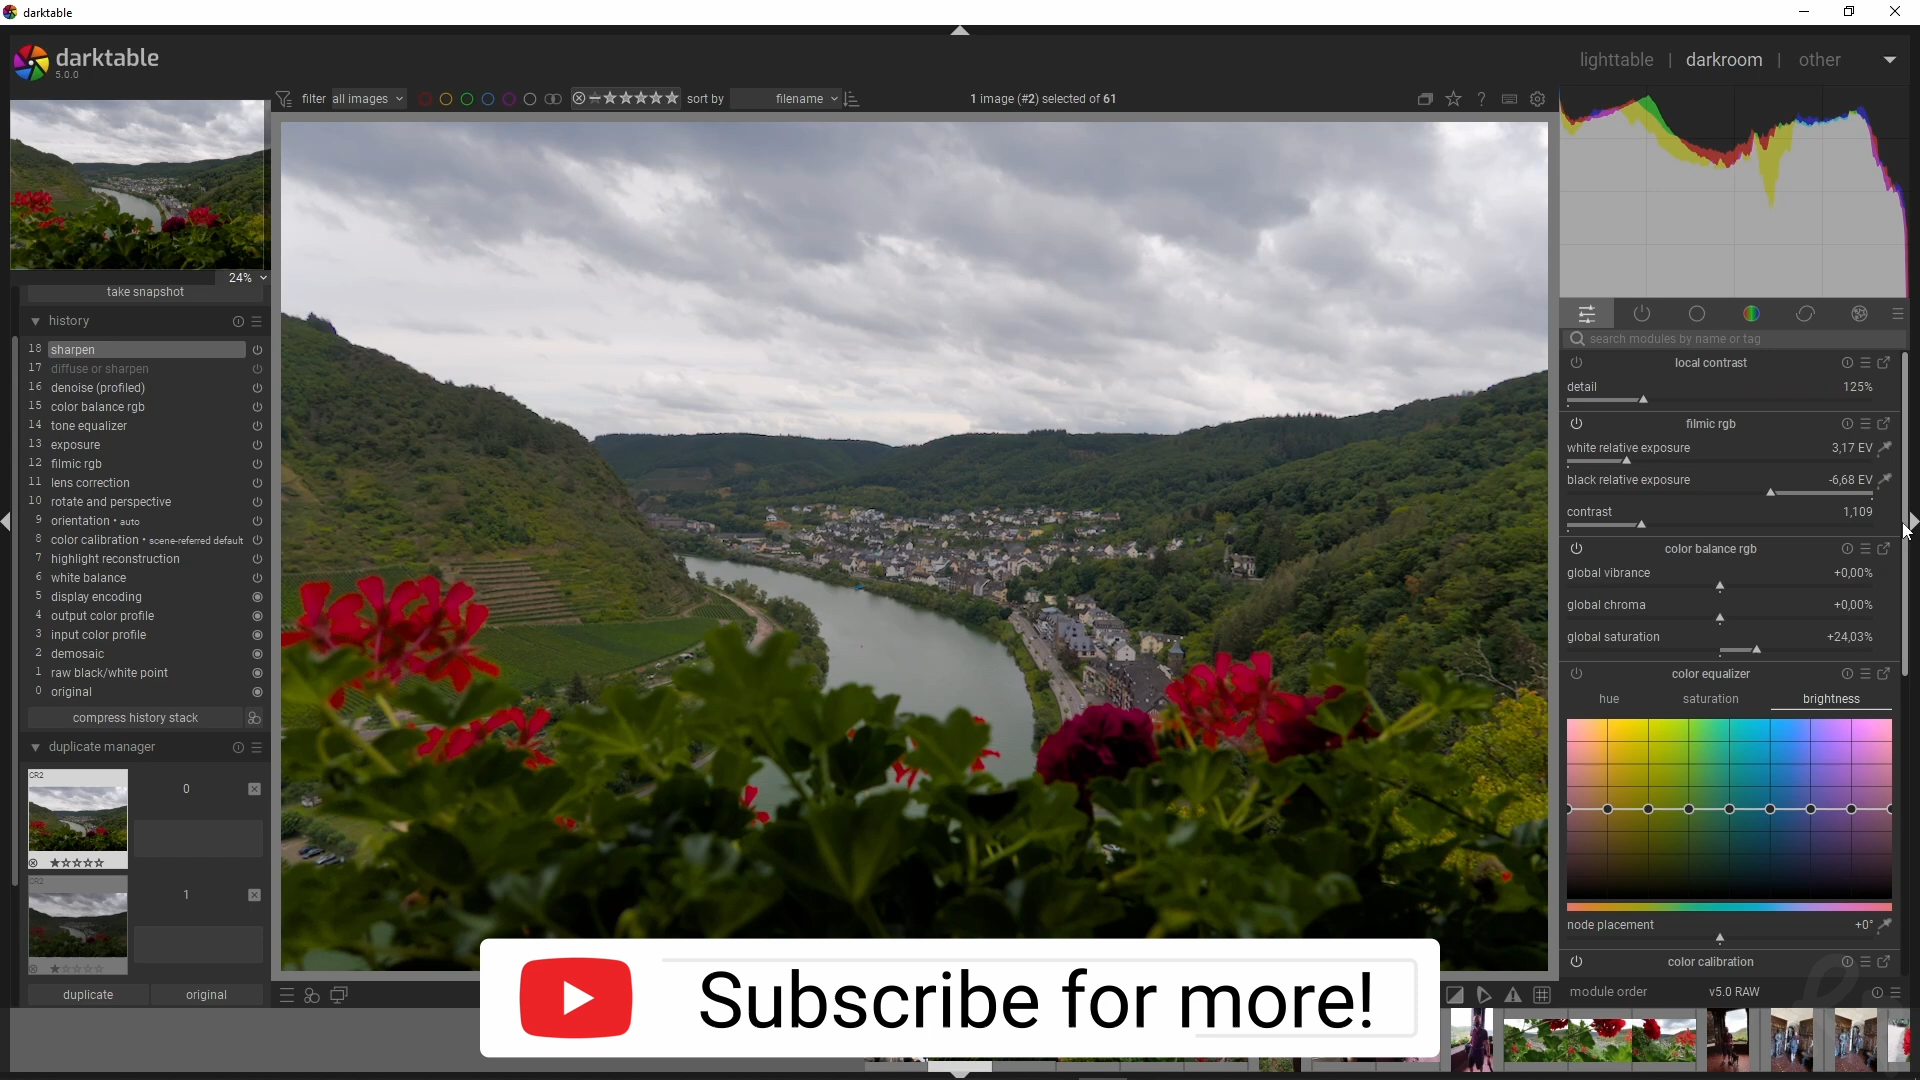 darktable
darktable
5.0.0
lighttable | darkroom | other
filter all images
sort by filename
1 image (#2) selected of 61
?
24%
take snapshot
history
18 sharpen
17 diffuse or sharpen
16 denoise (profiled)
15 color balance rgb
14 tone equalizer
13 exposure
12 filmic rgb
11 lens correction
10 rotate and perspective
9 orientation • auto
8 color calibration • scene-referred default
7 highlight reconstruction
6 white balance
5 display encoding
4 output color profile
3 input color profile
2 demosaic
1 raw black/white point
0 original
compress history stack
duplicate manager
CR2
0
CR2
1
duplicate
original
search modules by name or tag
local contrast
detail 125%
filmic rgb
white relative exposure 3,17 EV
black relative exposure -6,68 EV
contrast 1,109
color balance rgb
global vibrance +0,00%
global chroma +0,00%
global saturation +24,03%
color equalizer
hue saturation brightness
node placement +0°
color calibration
module order v5.0 RAW
Subscribe for more!